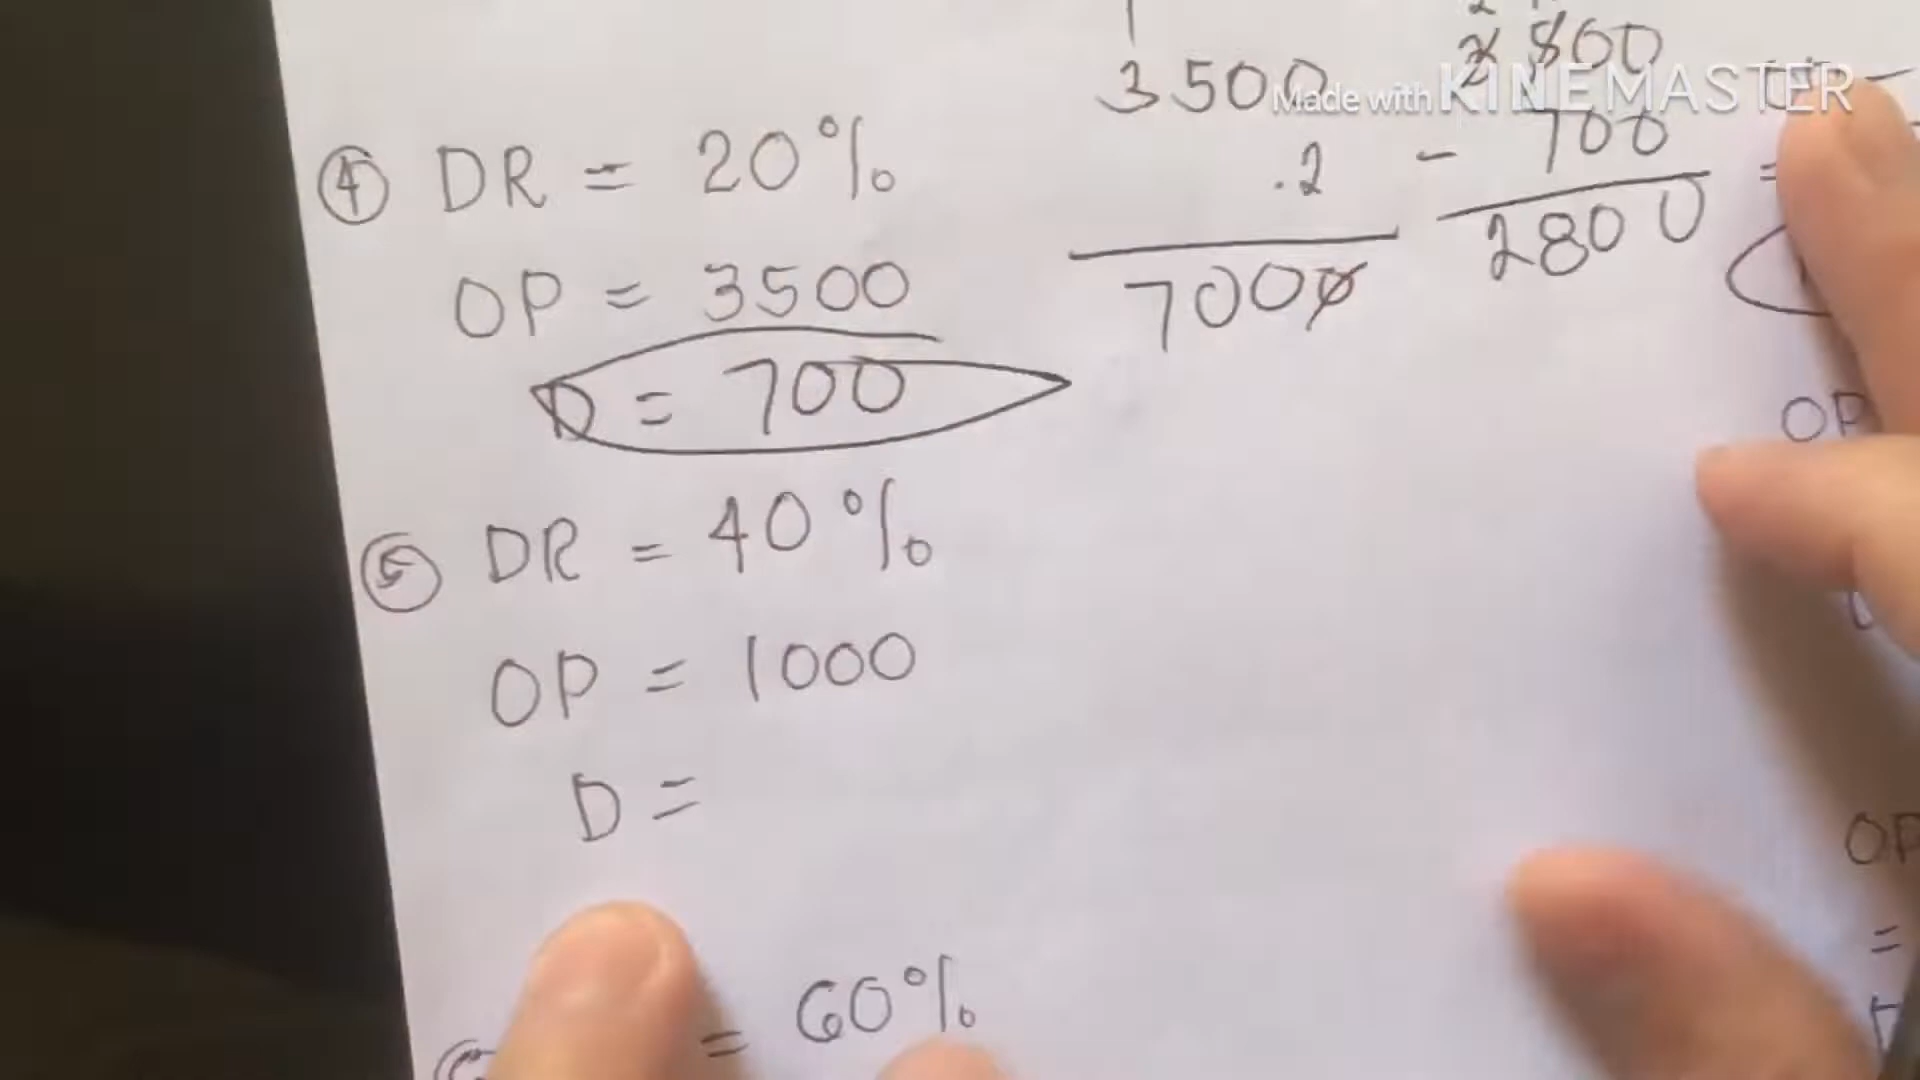 ④ DR = 20%
OP = 3500
D = 700
3500
.2
7000
3500
- 700
2800
Made with KINEMASTER
⑤ DR = 40%
OP = 1000
D =
= 60%
OP
OP
=